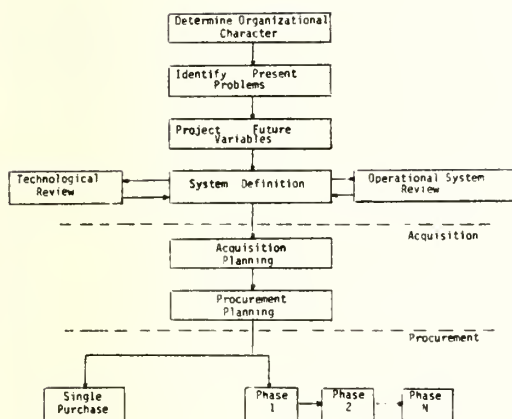 Determine Organizational
Character
Identify Present
Problems
Project Future
Variables
Technological
Review
System Definition
Operational System
Review
Acquisition
Acquisition
Planning
Procurement
Planning
Procurement
Single
Purchase
Phase
1
Phase
2
Phase
N